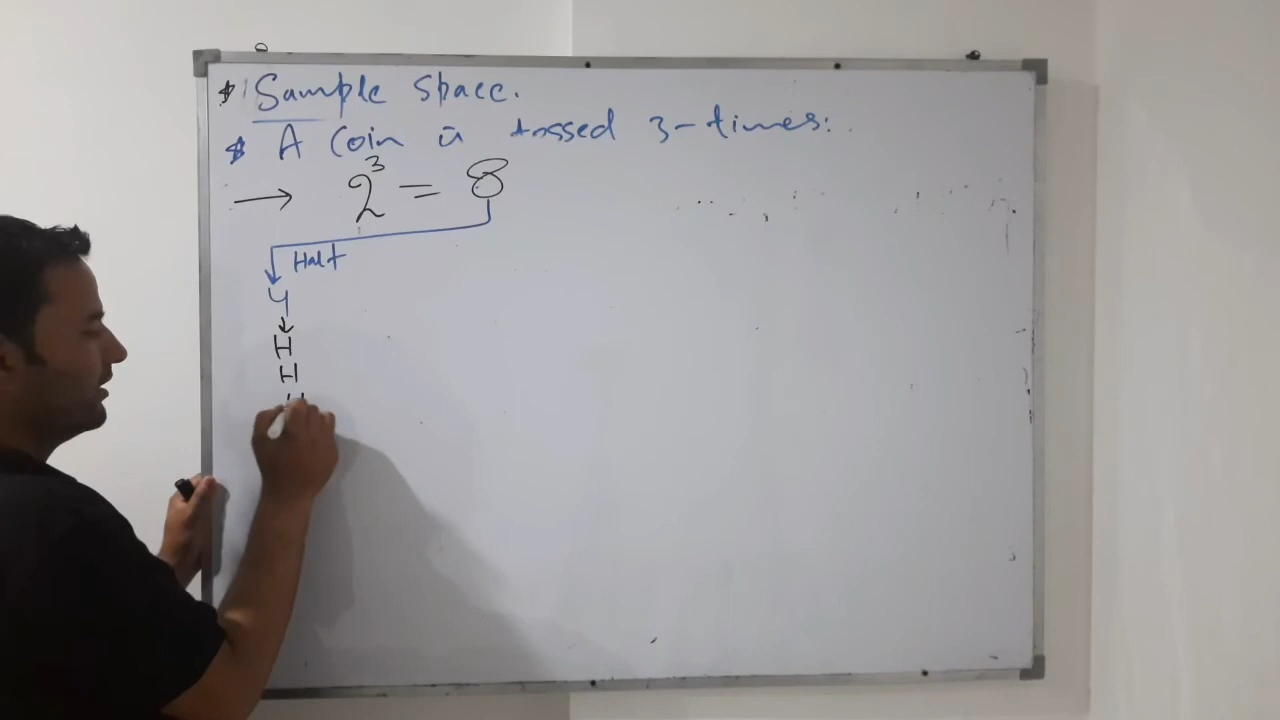 Sample space.
A Coin is tossed 3-times:
→ 2³ = 8
Half
4
H
H
H